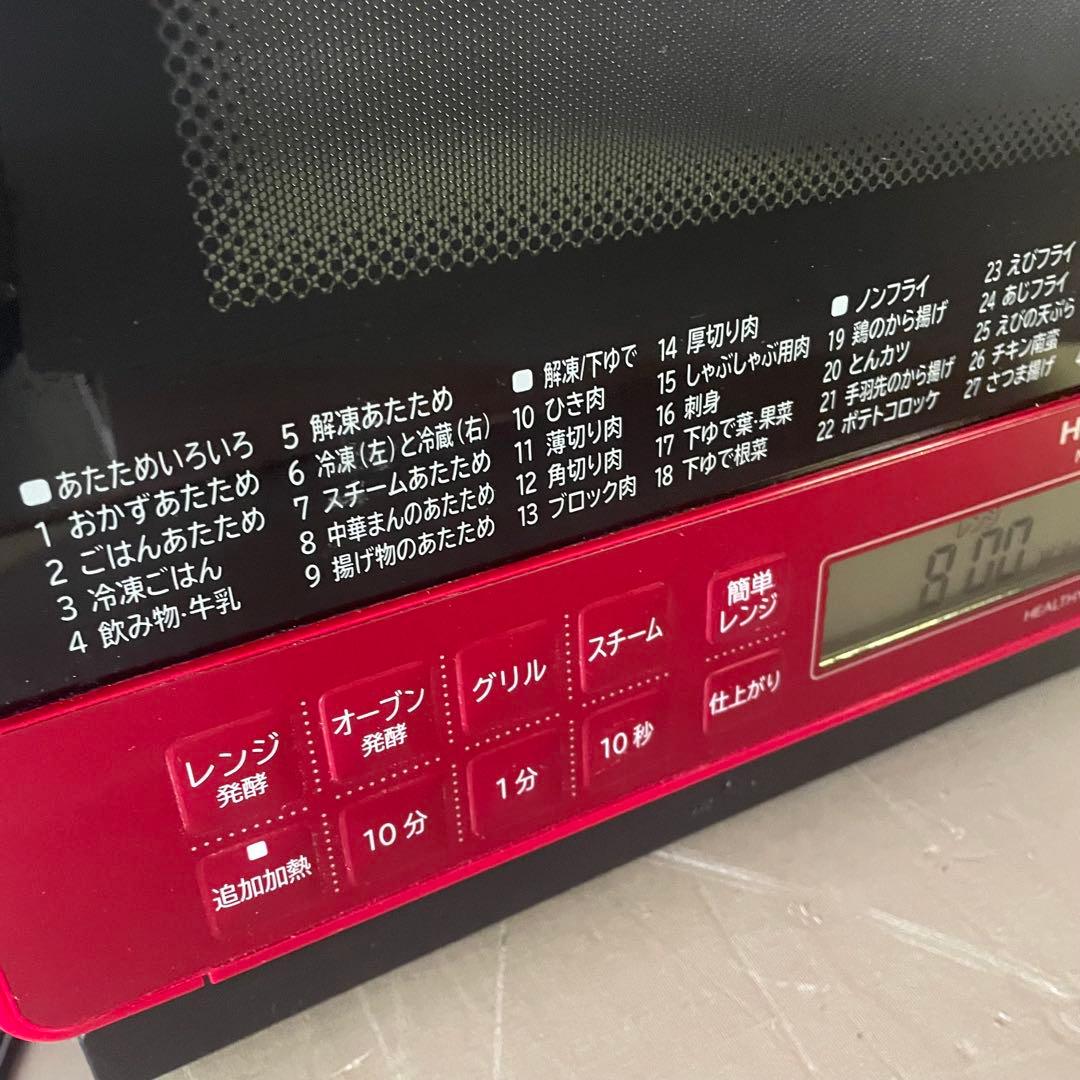 ■あたためいろいろ
1 おかずあたため
2 ごはんあたため
3 冷凍ごはん
4 飲み物・牛乳
5 解凍あたため
6 冷凍(左)と冷蔵(右)
7 スチームあたため
8 中華まんのあたため
9 揚げ物のあたため
■ 解凍/下ゆで
10 ひき肉
11 薄切り肉
12 角切り肉
13 ブロック肉
14 厚切り肉
15 しゃぶしゃぶ用肉
16 刺身
17 下ゆで葉・果菜
18 下ゆで根菜
■ ノンフライ
19 鶏のから揚げ
20 とんカツ
21 手羽先のから揚げ
22 ポテトコロッケ
23 えびフライ
24 あじフライ
25 えびの天ぷら
26 チキン南蛮
27 さつま揚げ
レンジ
発酵
オーブン
発酵
グリル
スチーム
簡単
レンジ
追加加熱
10分
1分
10秒
仕上がり
レンジ
8:00
H
HEALTHY